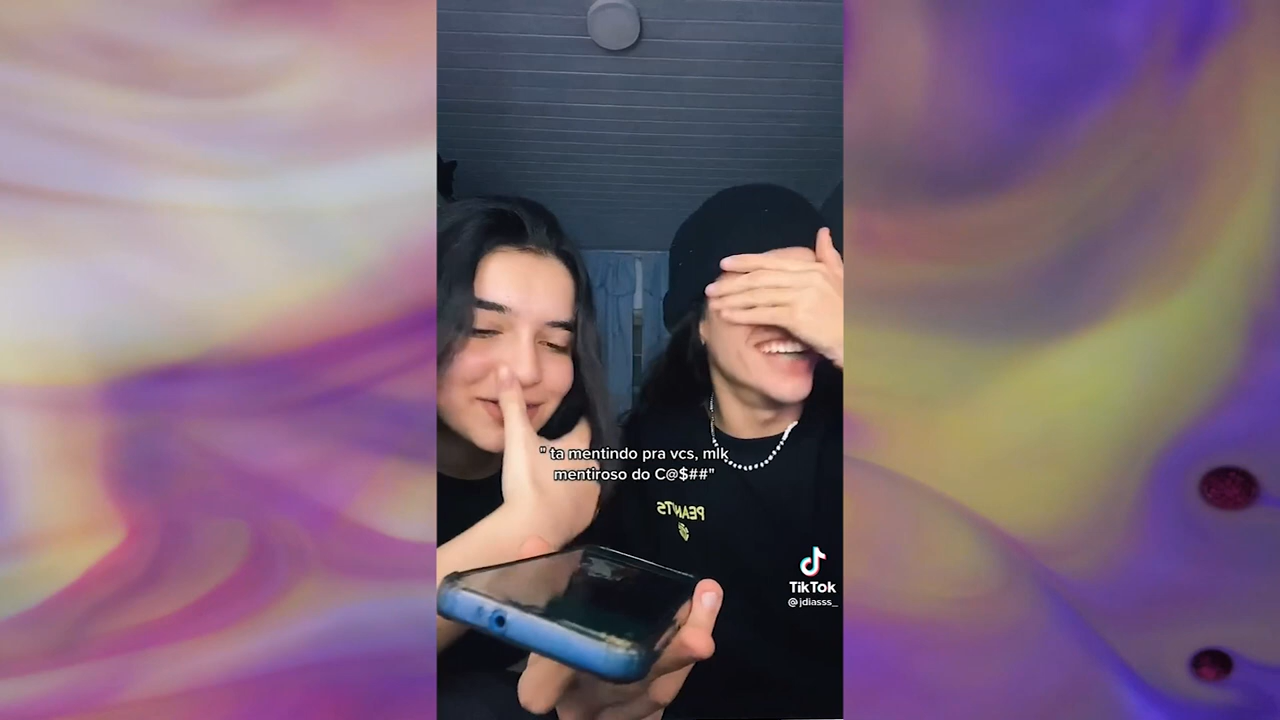 " ta mentindo pra vcs, mlk
mentiroso do C@$##"
PEANUTS
TikTok
@jdiasss_